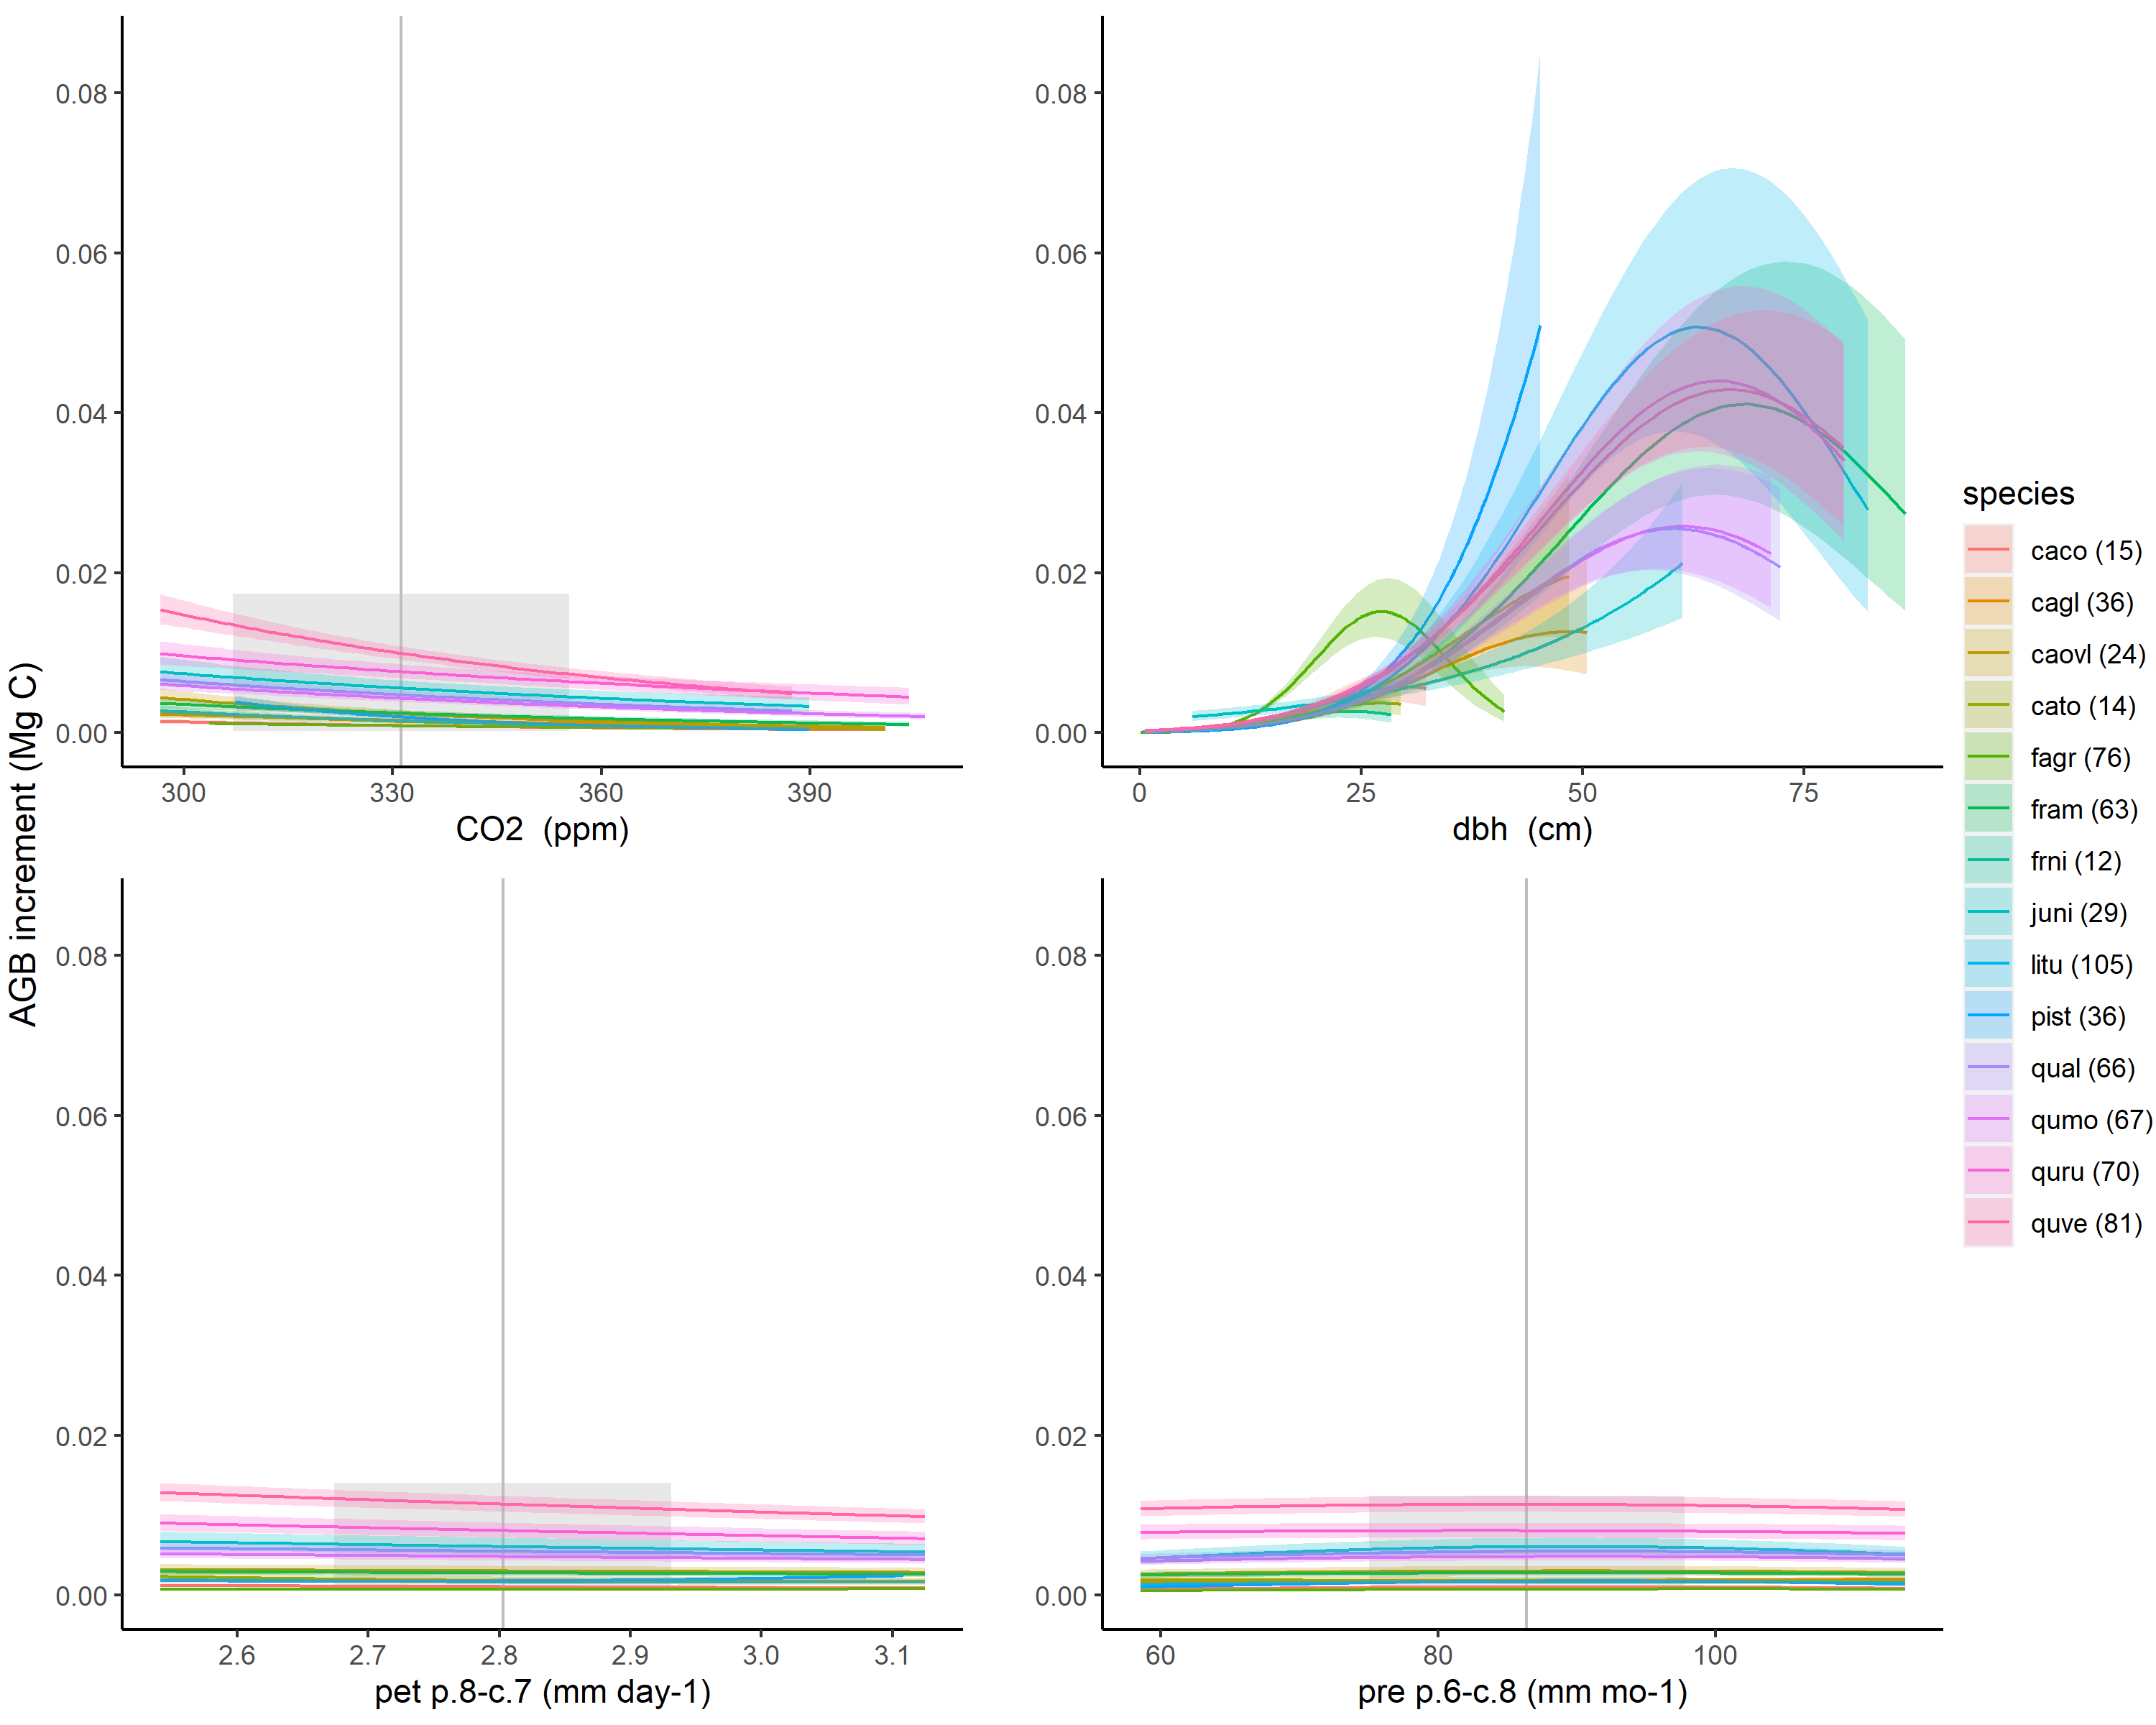 AGB increment (Mg C)
0.08
0.06
0.04
0.02
0.00
300
330
360
390
CO2  (ppm)
0.08
0.06
0.04
0.02
0.00
0
25
50
75
dbh  (cm)
0.08
0.06
0.04
0.02
0.00
2.6
2.7
2.8
2.9
3.0
3.1
pet p.8-c.7 (mm day-1)
0.08
0.06
0.04
0.02
0.00
60
80
100
pre p.6-c.8 (mm mo-1)
species
caco (15)
cagl (36)
caovl (24)
cato (14)
fagr (76)
fram (63)
frni (12)
juni (29)
litu (105)
pist (36)
qual (66)
qumo (67)
quru (70)
quve (81)